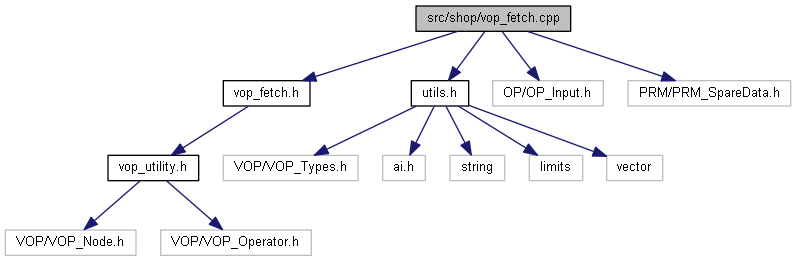 src/shop/vop_fetch.cpp
vop_fetch.h
utils.h
OP/OP_Input.h
PRM/PRM_SpareData.h
vop_utility.h
VOP/VOP_Types.h
ai.h
string
limits
vector
VOP/VOP_Node.h
VOP/VOP_Operator.h